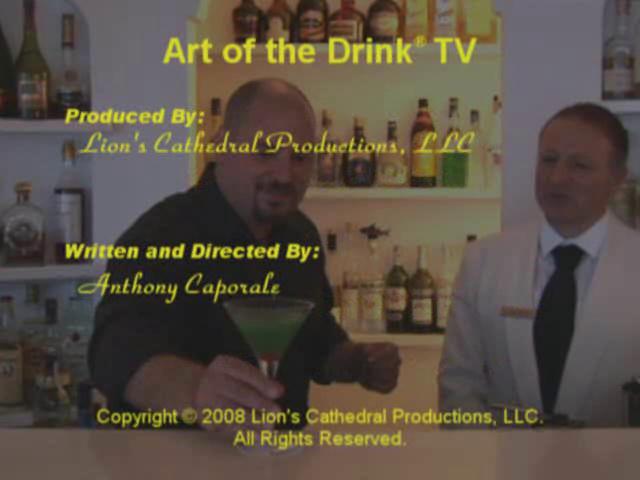 Art of the Drink® TV
Produced By:
Lion's Cathedral Productions, LLC
Written and Directed By:
Anthony Caporale
Copyright © 2008 Lion's Cathedral Productions, LLC.
All Rights Reserved.